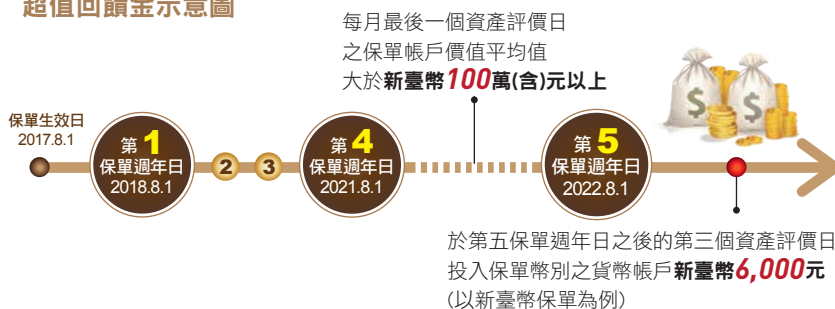 超值回饋金示意圖
每月最後一個資產評價日
之保單帳戶價值平均值
大於新臺幣100萬(含)元以上
保單生效日
2017.8.1
第1
保單週年日
2018.8.1
2
3
第4
保單週年日
2021.8.1
第5
保單週年日
2022.8.1
$
$
於第五保單週年日之後的第三個資產評價日
投入保單幣別之貨幣帳戶新臺幣6,000元
(以新臺幣保單為例)